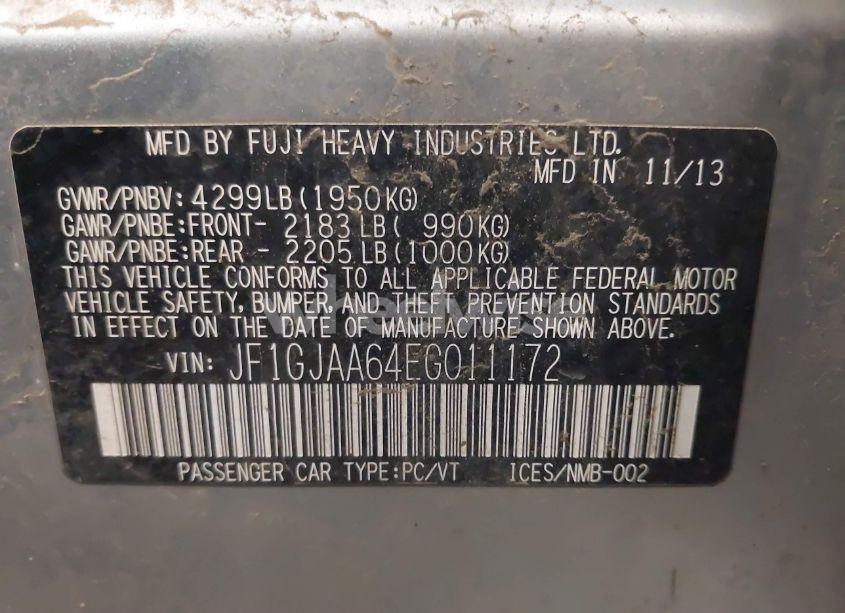 MFD BY FUJI HEAVY INDUSTRIES LTD.
MFD IN 11/13
GVWR/PNBV: 4299LB (1950KG)
GAWR/PNBE:FRONT- 2183 LB ( 990KG)
GAWR/PNBE:REAR - 2205 LB (1000KG)
THIS VEHICLE CONFORMS TO ALL APPLICABLE FEDERAL MOTOR
VEHICLE SAFETY, BUMPER, AND THEFT PREVENTION STANDARDS
IN EFFECT ON THE DATE OF MANUFACTURE SHOWN ABOVE.
VIN: JF1GJAA64EG011172
PASSENGER CAR TYPE:PC/VT ICES/NMB-002